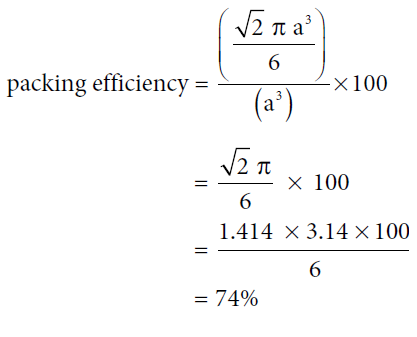 packing efficiency = (√2 π a³ / 6) / (a³) × 100
= √2 π / 6 × 100
= 1.414 × 3.14 × 100 / 6
= 74%